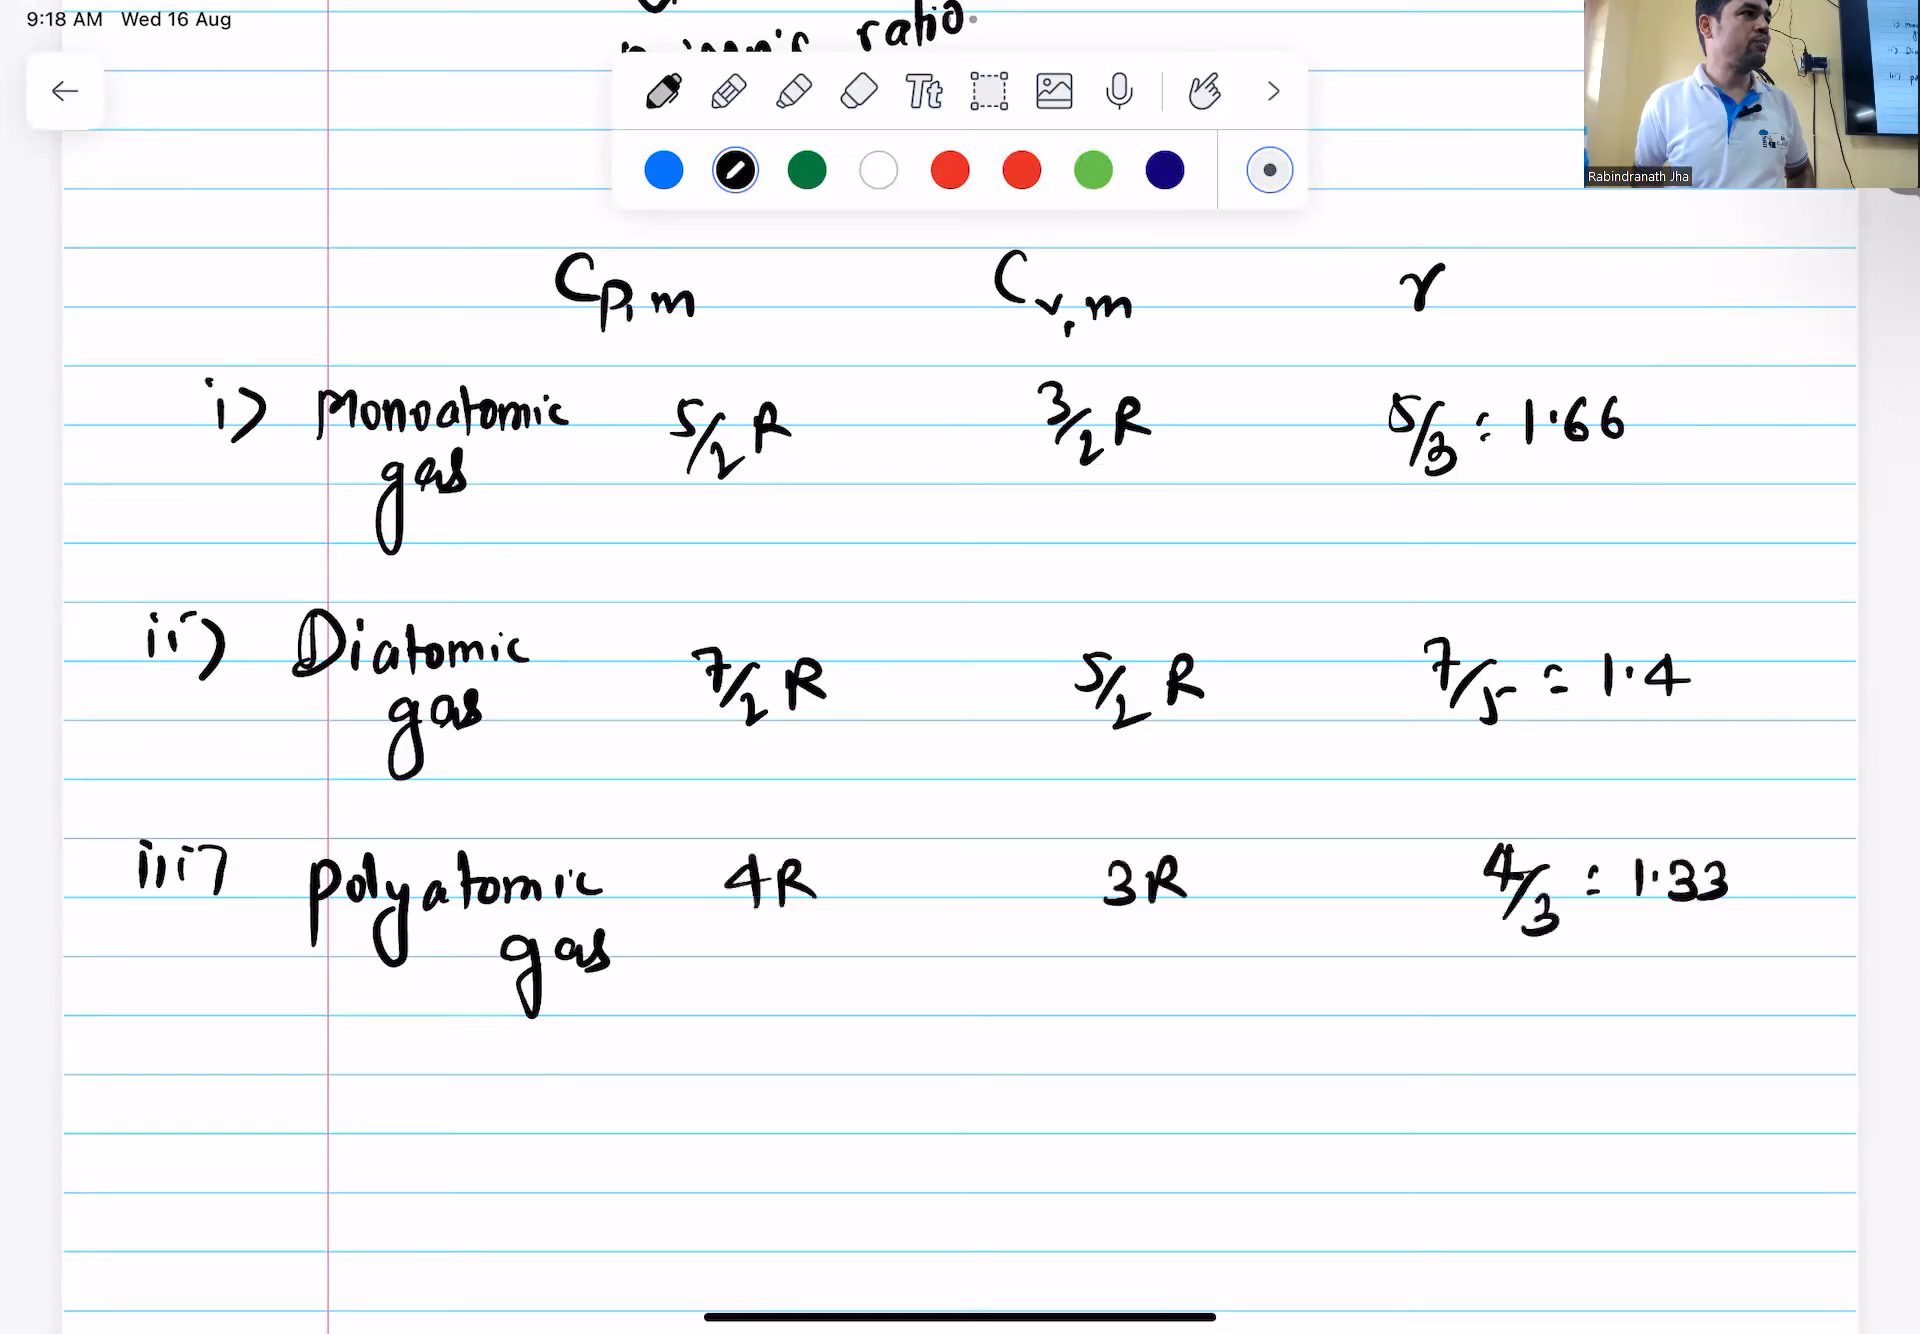 9:18 AM Wed 16 Aug
ratio.
Tt
Rabindranath Jha
Cp,m Cv,m γ
i) Monoatomic gas 5/2 R 3/2 R 5/3 = 1.66
ii) Diatomic gas 7/2 R 5/2 R 7/5 = 1.4
iii) polyatomic gas 4R 3R 4/3 = 1.33